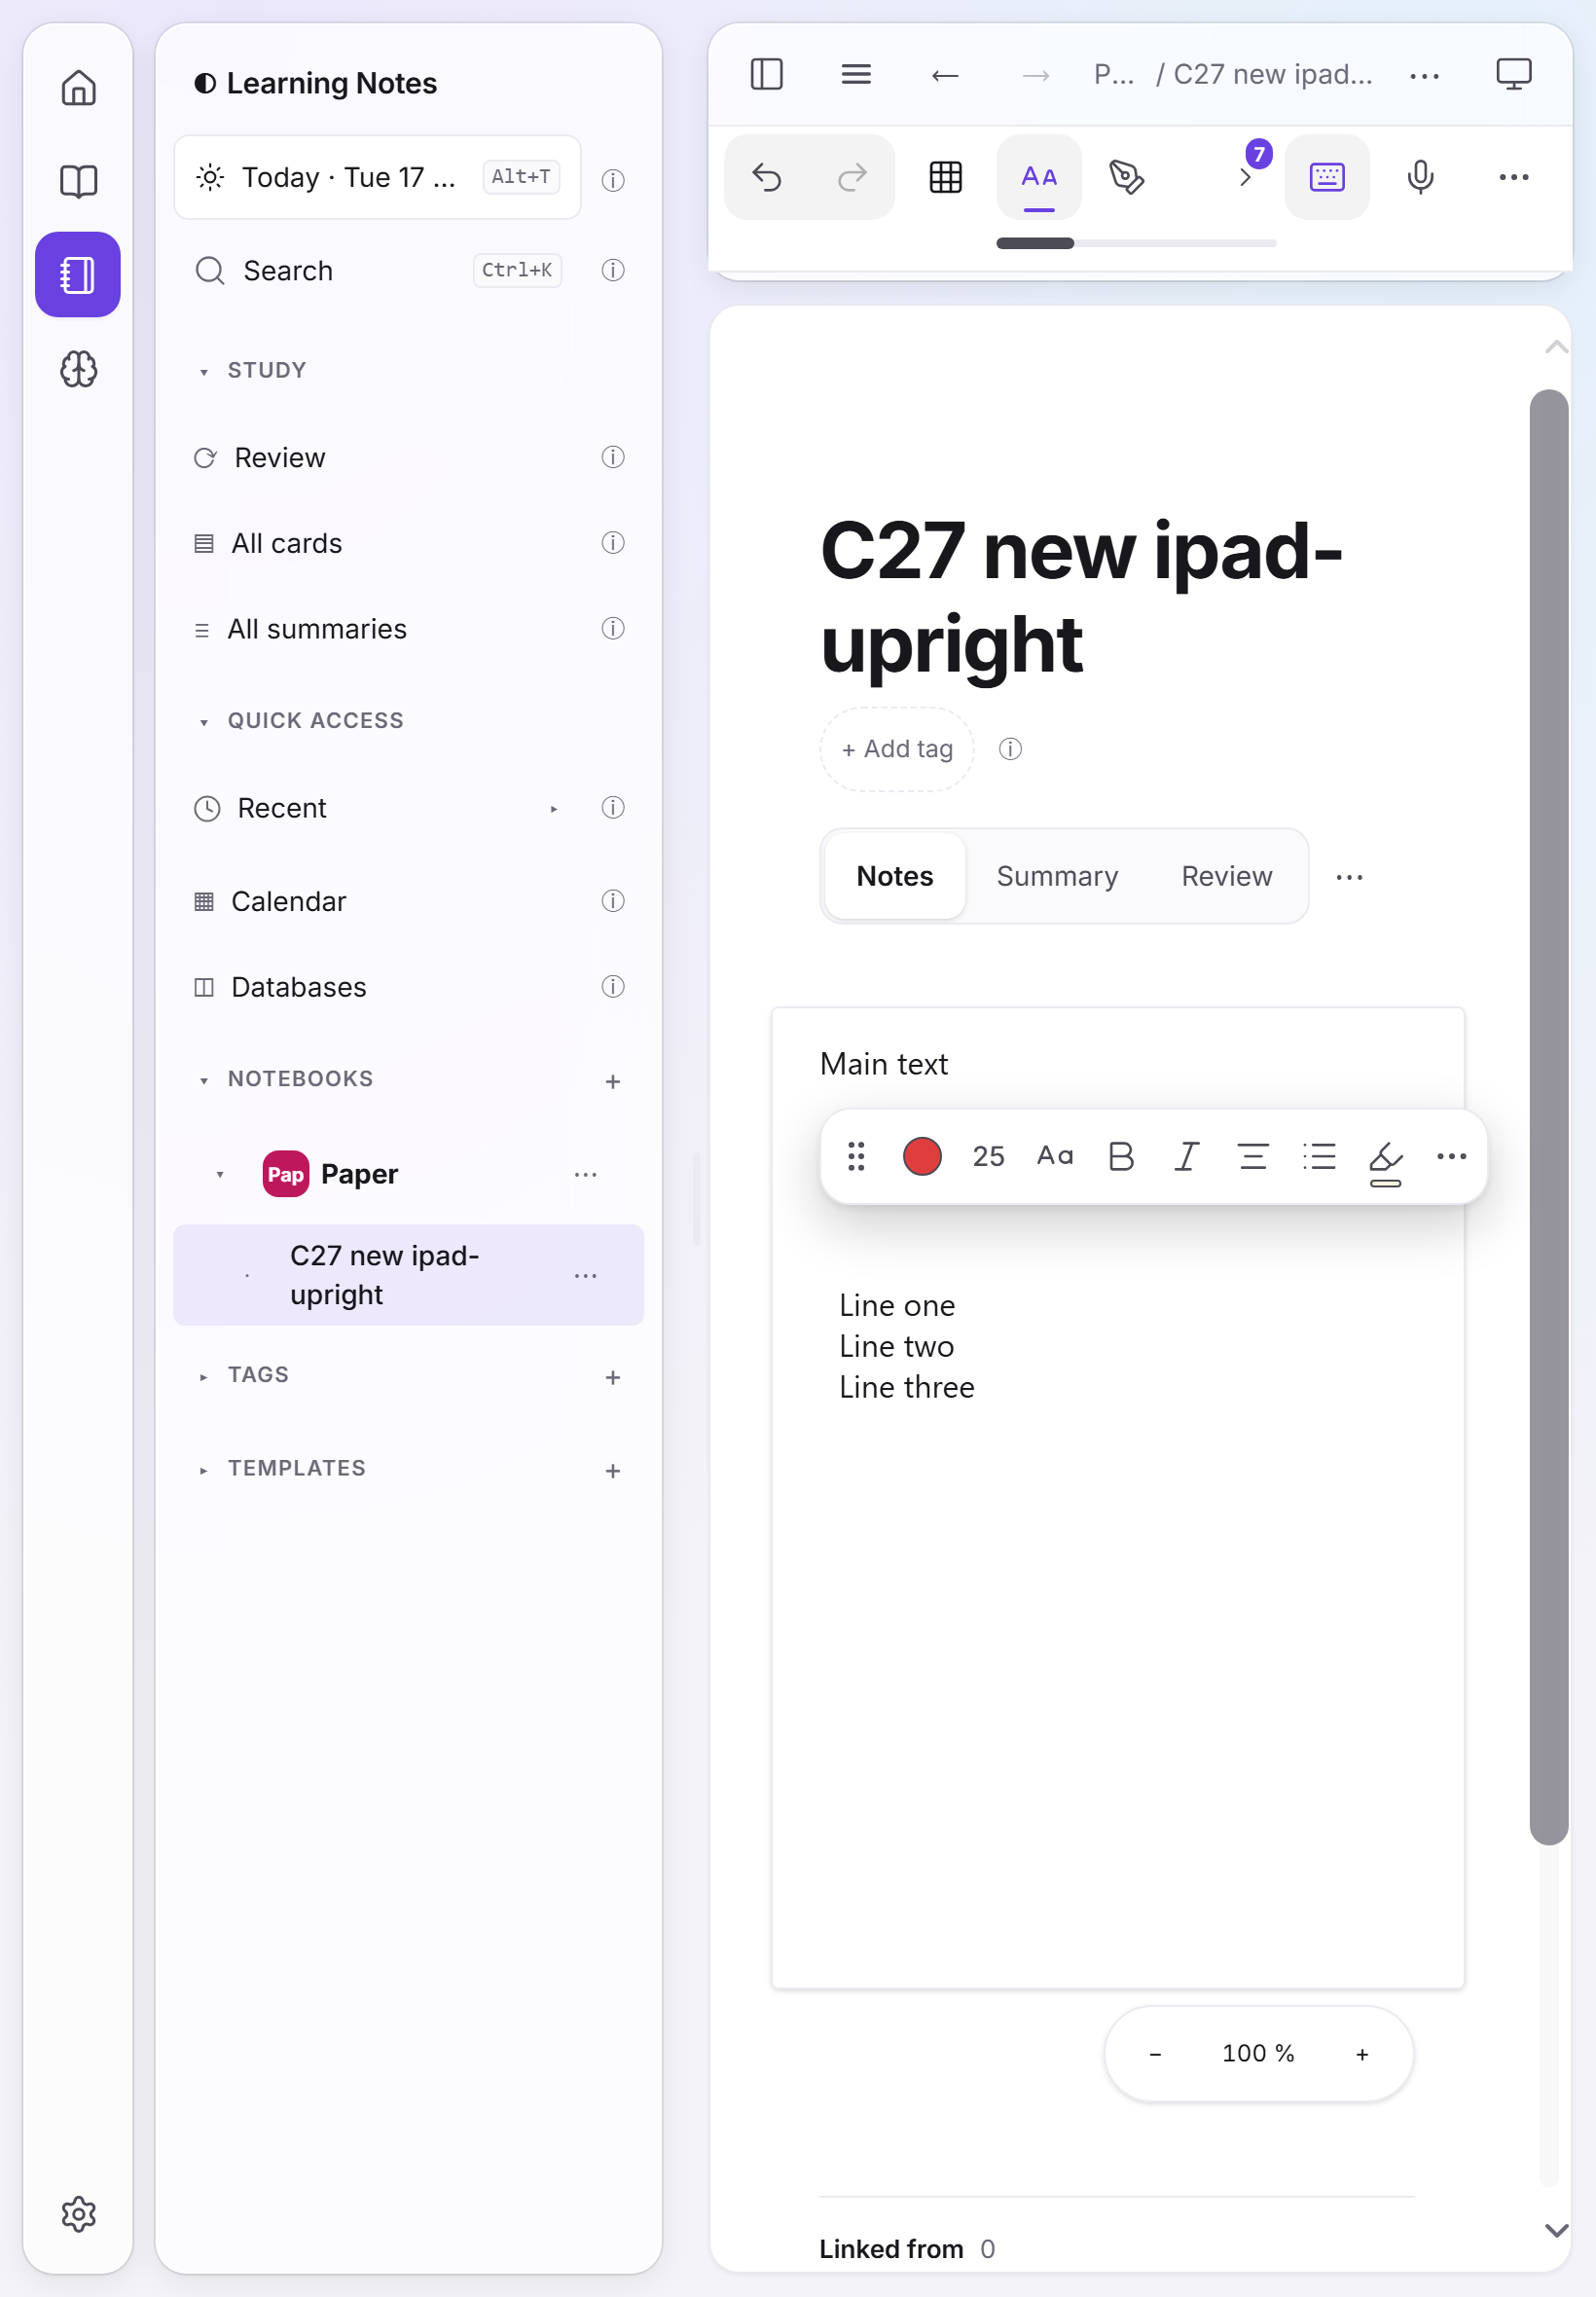 Learning Notes
Today · Tue 17 ... Alt+T
Search Ctrl+K
STUDY
Review
All cards
All summaries
QUICK ACCESS
Recent
Calendar
Databases
NOTEBOOKS
Pap Paper
C27 new ipad-
upright
TAGS
TEMPLATES
P... / C27 new ipad...
Aa
7
C27 new ipad-
upright
+ Add tag
Notes Summary Review
Main text
25 Aa B I
Line one
Line two
Line three
− 100 % +
Linked from 0